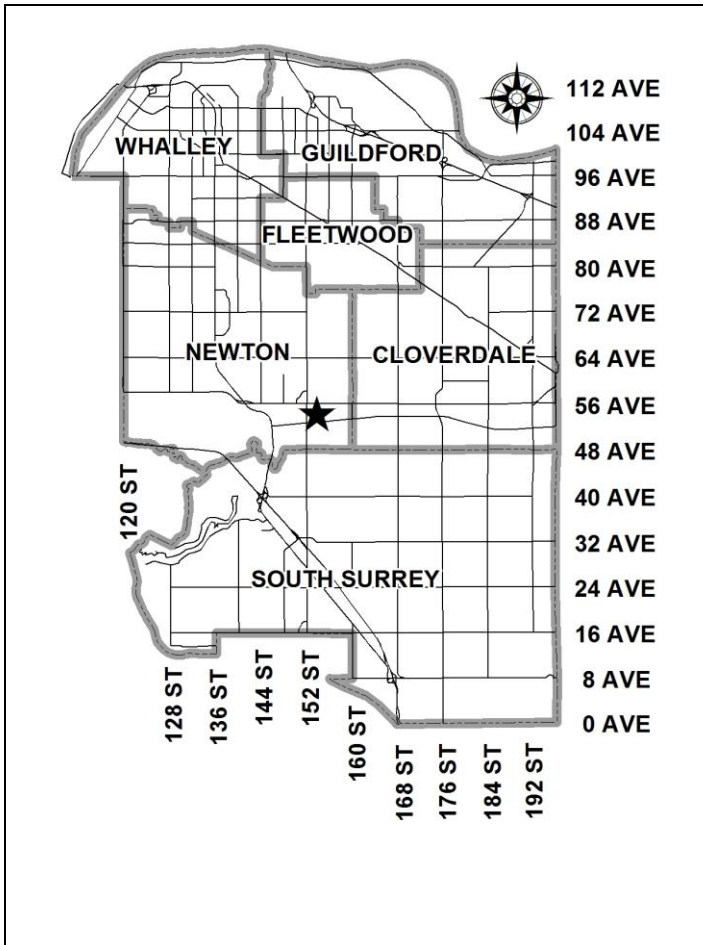 112 AVE
104 AVE
WHALLEY
GUILDFORD
96 AVE
88 AVE
FLEETWOOD
80 AVE
72 AVE
NEWTON
CLOVERDALE
64 AVE
56 AVE
48 AVE
120 ST
40 AVE
32 AVE
SOUTH SURREY
24 AVE
16 AVE
8 AVE
0 AVE
128 ST
136 ST
144 ST
152 ST
160 ST
168 ST
176 ST
184 ST
192 ST